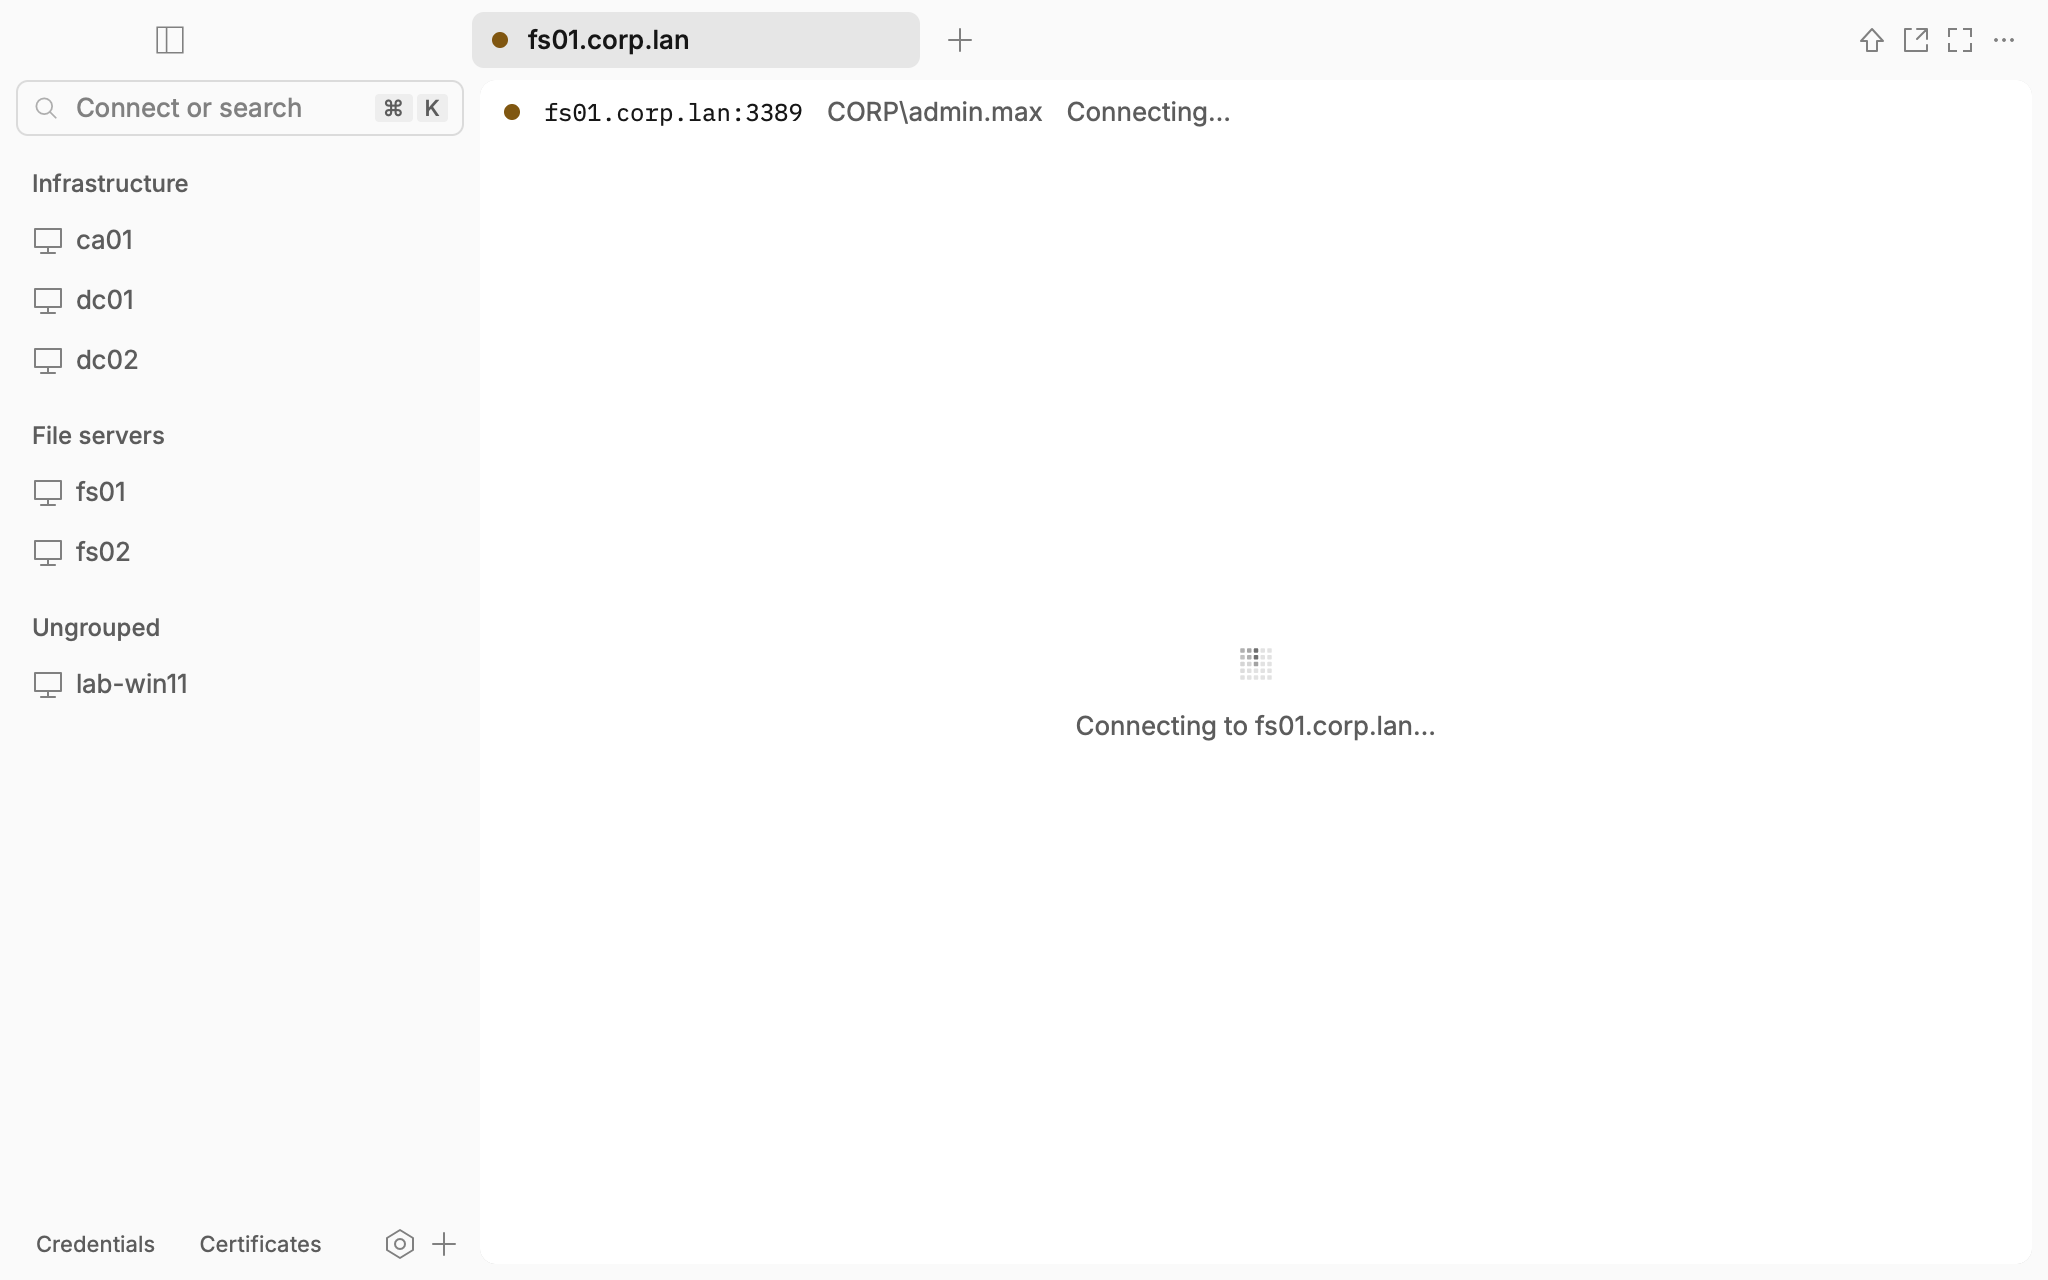 fs01.corp.lan
Connect or search ⌘ K
fs01.corp.lan:3389 CORP\admin.max Connecting...
Infrastructure
ca01
dc01
dc02
File servers
fs01
fs02
Ungrouped
lab-win11
Connecting to fs01.corp.lan...
Credentials Certificates